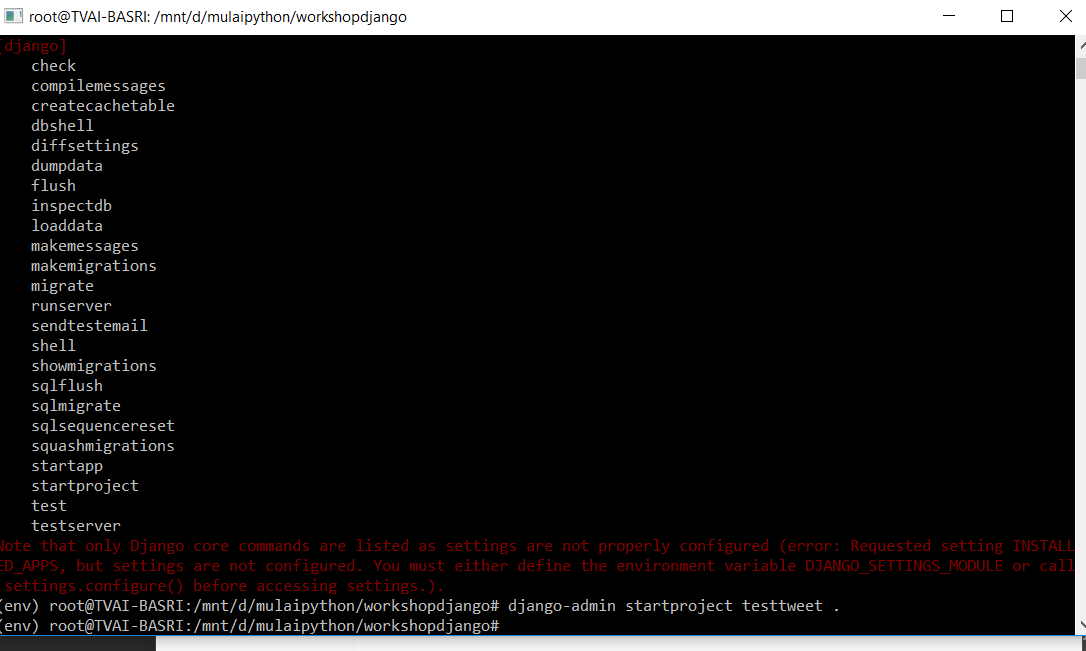 root@TVAI-BASRI: /mnt/d/mulaipython/workshopdjango
[django]
check
compilemessages
createcachetable
dbshell
diffsettings
dumpdata
flush
inspectdb
loaddata
makemessages
makemigrations
migrate
runserver
sendtestemail
shell
showmigrations
sqlflush
sqlmigrate
sqlsequencereset
squashmigrations
startapp
startproject
test
testserver
Note that only Django core commands are listed as settings are not properly configured (error: Requested setting INSTALL
ED_APPS, but settings are not configured. You must either define the environment variable DJANGO_SETTINGS_MODULE or call
settings.configure() before accessing settings.).
(env) root@TVAI-BASRI:/mnt/d/mulaipython/workshopdjango# django-admin startproject testtweet .
(env) root@TVAI-BASRI:/mnt/d/mulaipython/workshopdjango#